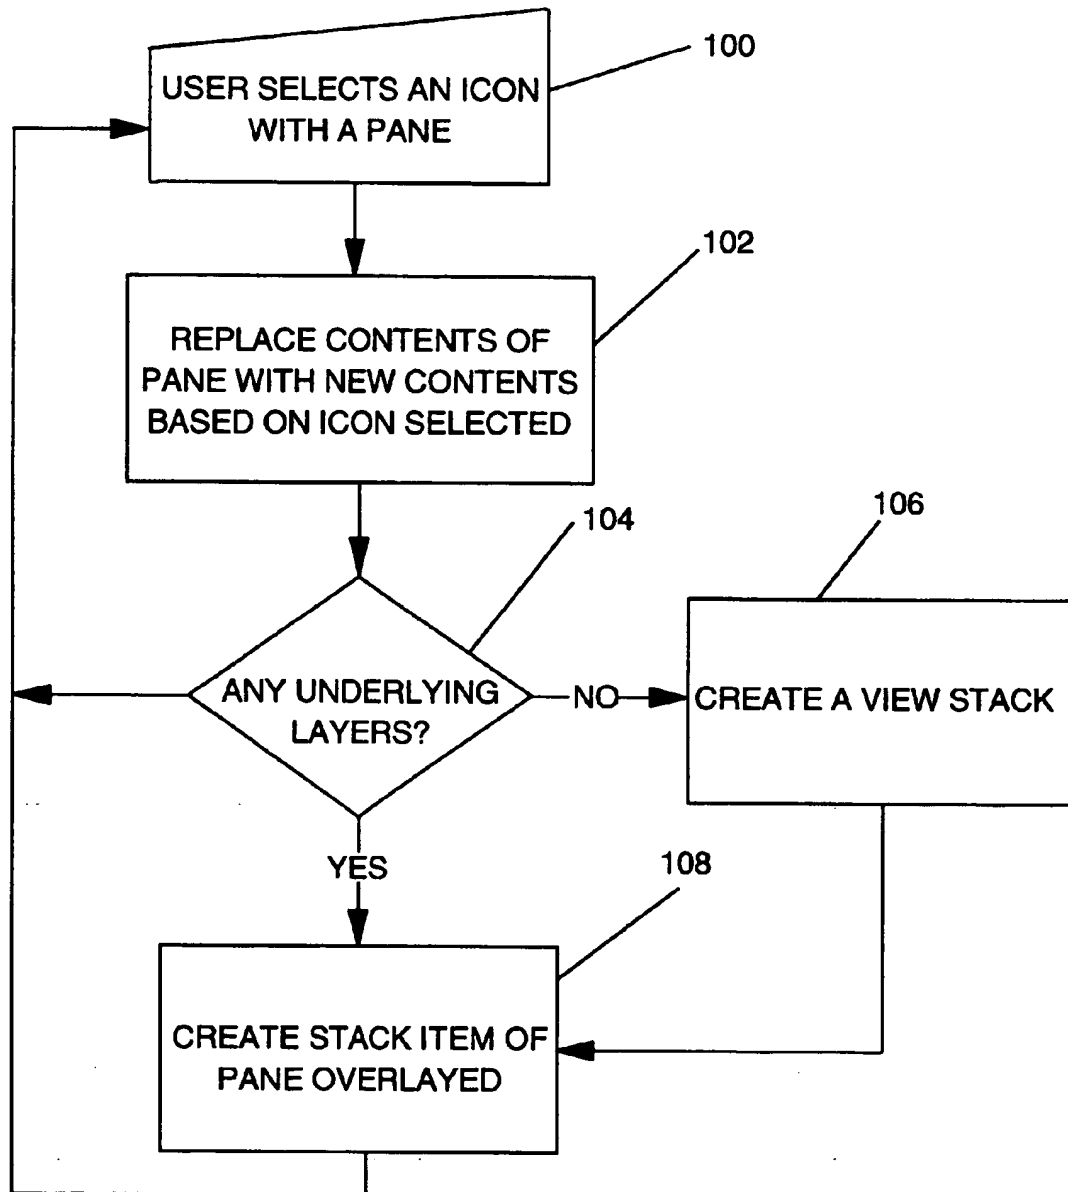 100
USER SELECTS AN ICON
WITH A PANE
102
REPLACE CONTENTS OF
PANE WITH NEW CONTENTS
BASED ON ICON SELECTED
104
106
ANY UNDERLYING
LAYERS?
NO
CREATE A VIEW STACK
YES
108
CREATE STACK ITEM OF
PANE OVERLAYED